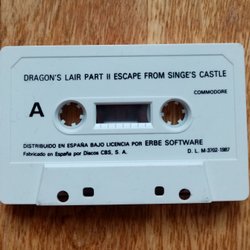 DRAGON'S LAIR PART II ESCAPE FROM SINGE'S CASTLE
COMMODORE
A
DISTRIBUIDO EN ESPAÑA BAJO LICENCIA POR ERBE SOFTWARE
Fabricado en España por Discos CBS, S. A. D. L. M-3702-1987